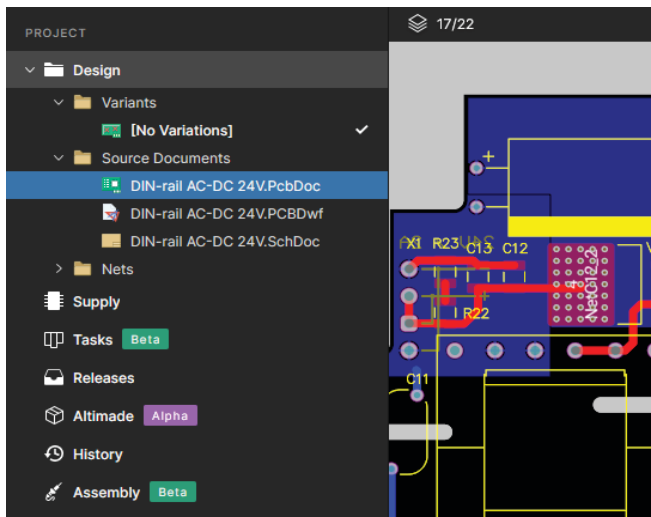 PROJECT
Design
Variants
[No Variations]
Source Documents
DIN-rail AC-DC 24V.PcbDoc
DIN-rail AC-DC 24V.PCBDwf
DIN-rail AC-DC 24V.SchDoc
Nets
Supply
Tasks Beta
Releases
Altimade Alpha
History
Assembly Beta
17/22
+
X1 R23 C13 C12
R22
C11